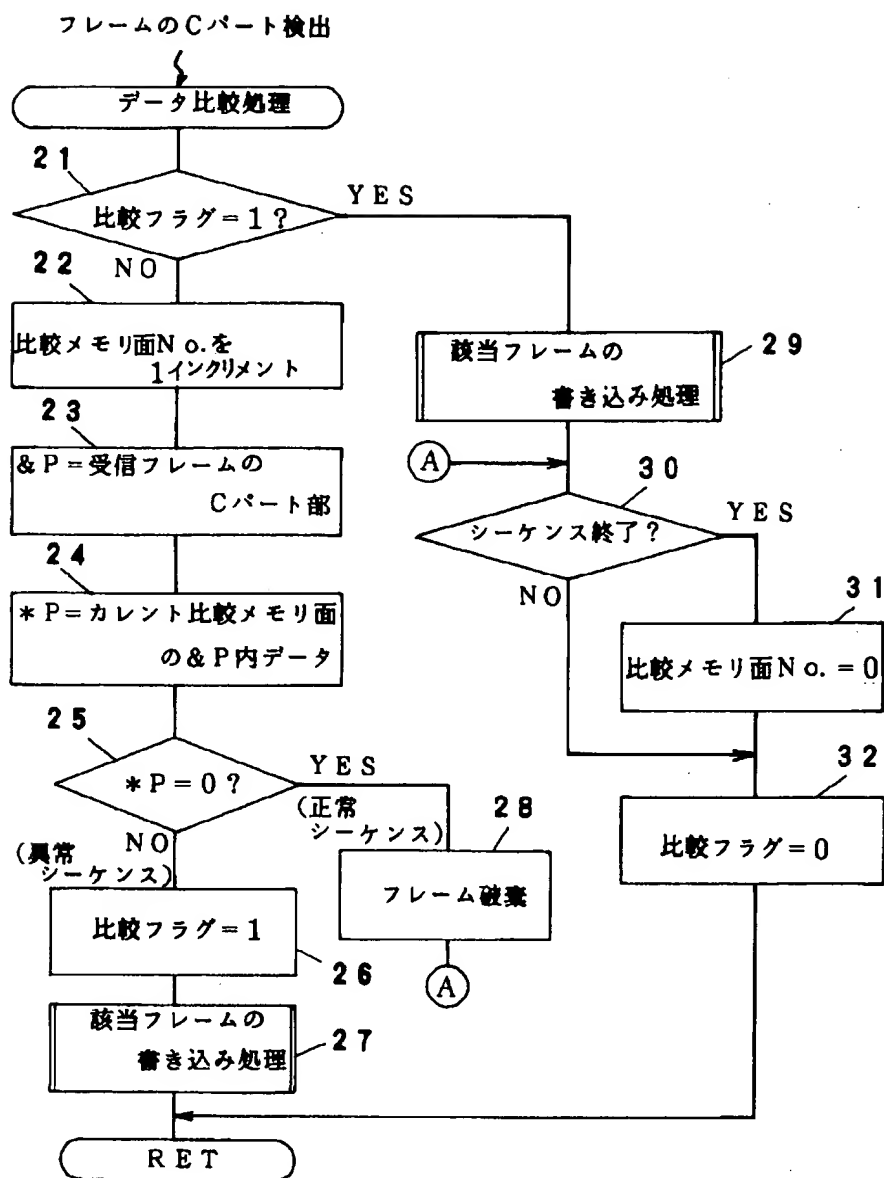 フレームのCパート検出
データ比較処理
21
比較フラグ=1?
YES
NO
22
比較メモリ面No.を
1インクリメント
23
&P=受信フレームの
Cパート部
24
*P=カレント比較メモリ面
の&P内データ
25
*P=0?
YES
(正常
シーケンス)
NO
(異常
シーケンス)
28
フレーム破棄
A
比較フラグ=1
26
該当フレームの
書き込み処理
27
RET
該当フレームの
書き込み処理
29
A
30
シーケンス終了?
YES
NO
31
比較メモリ面No.=0
32
比較フラグ=0